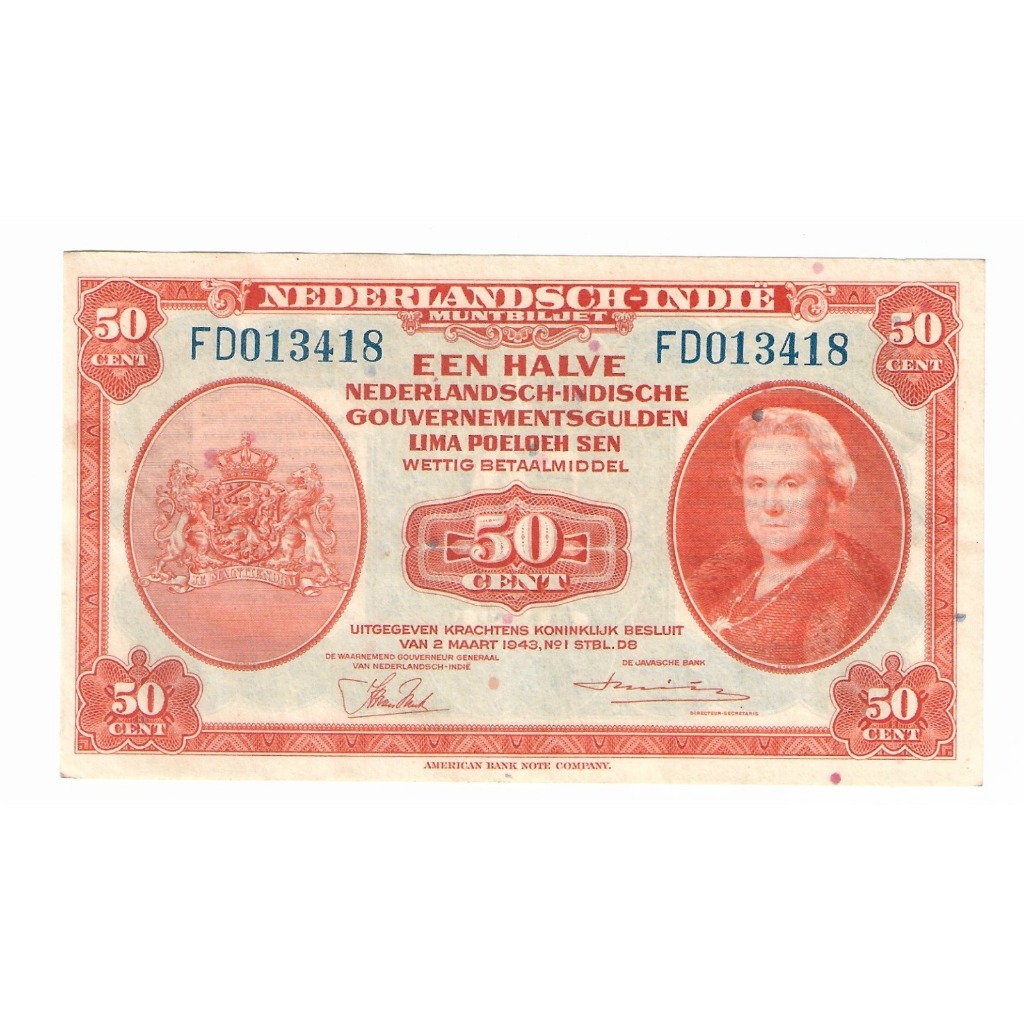 NEDERLANDSCH-INDIË
MUNTBILJET
50 CENT
50 CENT
FD013418
FD013418
EEN HALVE
NEDERLANDSCH-INDISCHE
GOUVERNEMENTSGULDEN
LIMA POELOEH SEN
WETTIG BETAALMIDDEL
50
CENT
JE MAINTIENDRAI
UITGEGEVEN KRACHTENS KONINKLIJK BESLUIT
VAN 2 MAART 1943, No 1 STBL. D8
DE WAARNEMEND GOUVERNEUR GENERAAL
VAN NEDERLANDSCH-INDIË
DE JAVASCHE BANK
DIRECTEUR-SECRETARIS
50 CENT
50 CENT
AMERICAN BANK NOTE COMPANY.